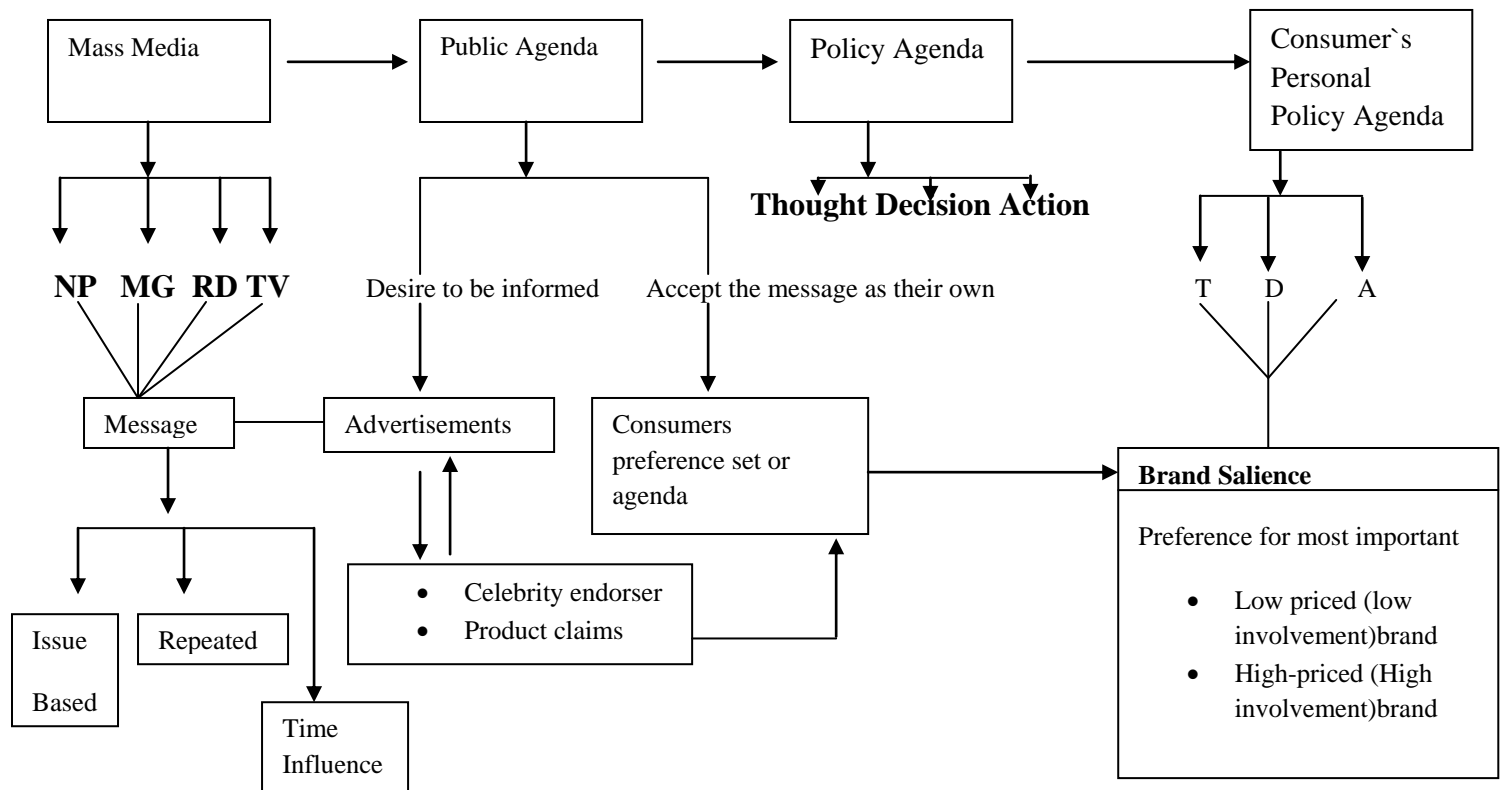 Mass Media
Public Agenda
Policy Agenda
Consumer`s
Personal
Policy Agenda
Thought Decision Action
NP MG RD TV
Desire to be informed
Accept the message as their own
T D A
Message
Advertisements
Consumers
preference set or
agenda
Brand Salience
Preference for most important
• Low priced (low
involvement)brand
• High-priced (High
involvement)brand
• Celebrity endorser
• Product claims
Issue
Based
Repeated
Time
Influence